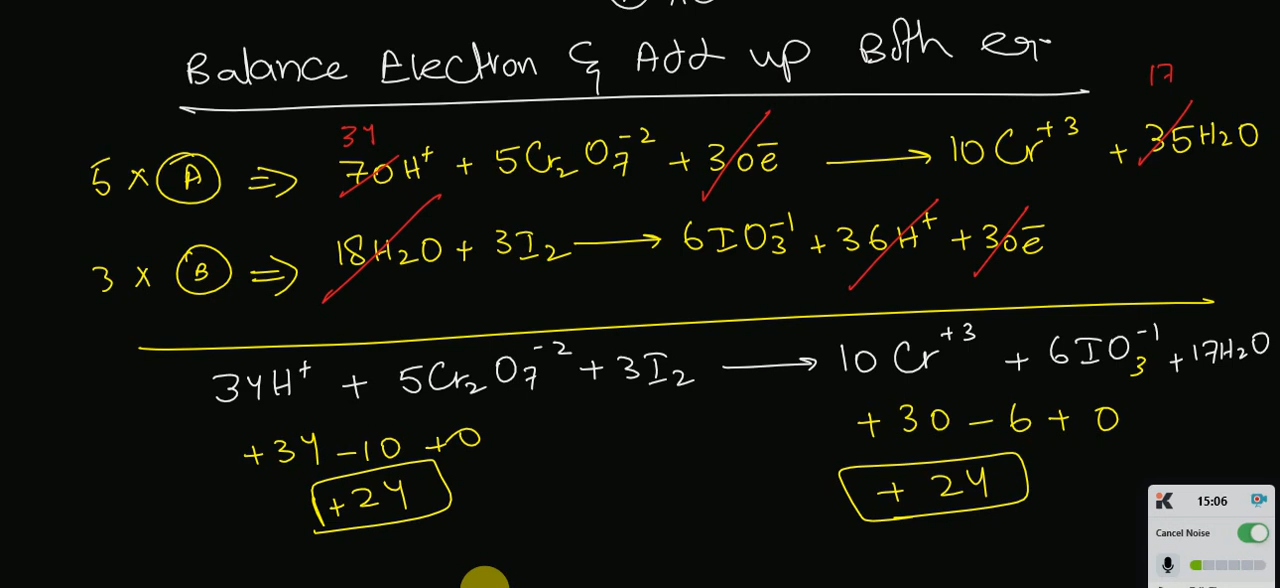 Balance Electron & Add up Both eq-
17
34
5 × (A) ⇒ 70H⁺ + 5Cr₂O₇⁻² + 30e⁻ ⟶ 10Cr⁺³ + 35H₂O
3 × (B) ⇒ 18H₂O + 3I₂ ⟶ 6IO₃⁻¹ + 36H⁺ + 30e⁻
34H⁺ + 5Cr₂O₇⁻² + 3I₂ ⟶ 10Cr⁺³ + 6IO₃⁻¹ + 17H₂O
+34 -10 +0 +30 - 6 + 0
+24 + 24
15:06
Cancel Noise